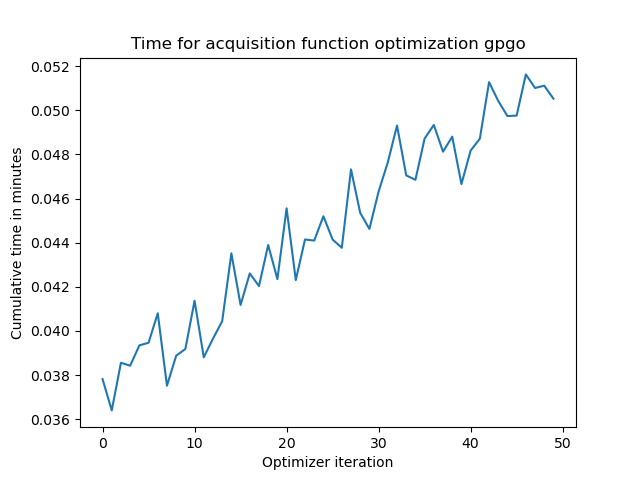 Time for acquisition function optimization gpgo
Cumulative time in minutes
0.052
0.050
0.048
0.046
0.044
0.042
0.040
0.038
0.036
0 10 20 30 40 50
Optimizer iteration